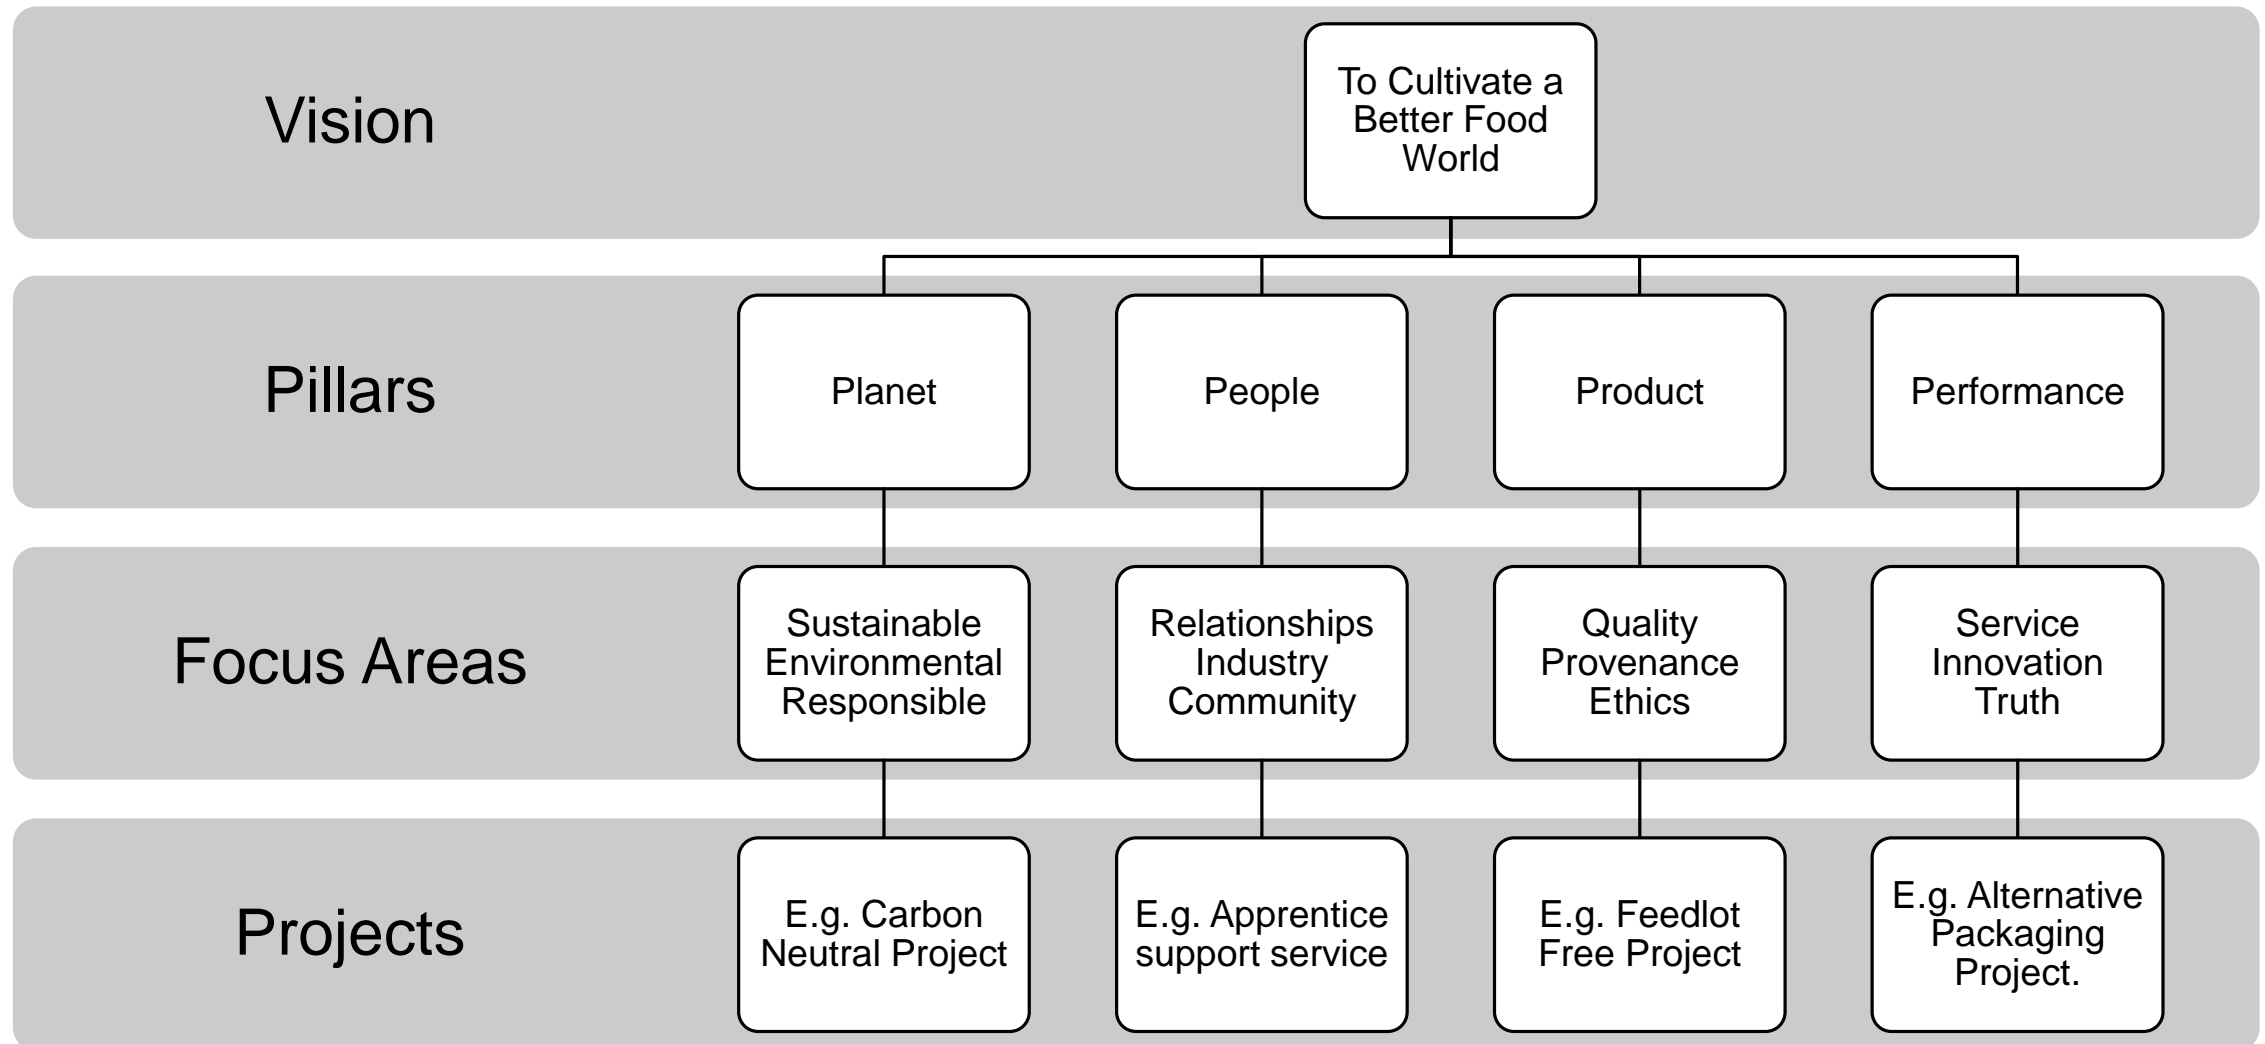 Vision
To Cultivate a
Better Food
World
Pillars
Planet
People
Product
Performance
Focus Areas
Sustainable
Environmental
Responsible
Relationships
Industry
Community
Quality
Provenance
Ethics
Service
Innovation
Truth
Projects
E.g. Carbon
Neutral Project
E.g. Apprentice
support service
E.g. Feedlot
Free Project
E.g. Alternative
Packaging
Project.